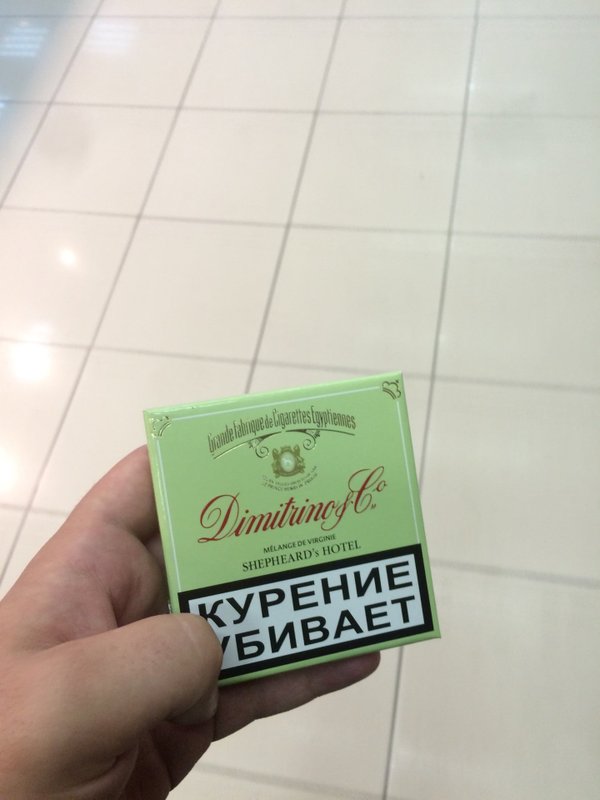 Grande Fabrique de Cigarettes Egyptiennes
Dimitrino & Co
MÉLANGE DE VIRGINIE
SHEPHEARD's HOTEL
КУРЕНИЕ
УБИВАЕТ